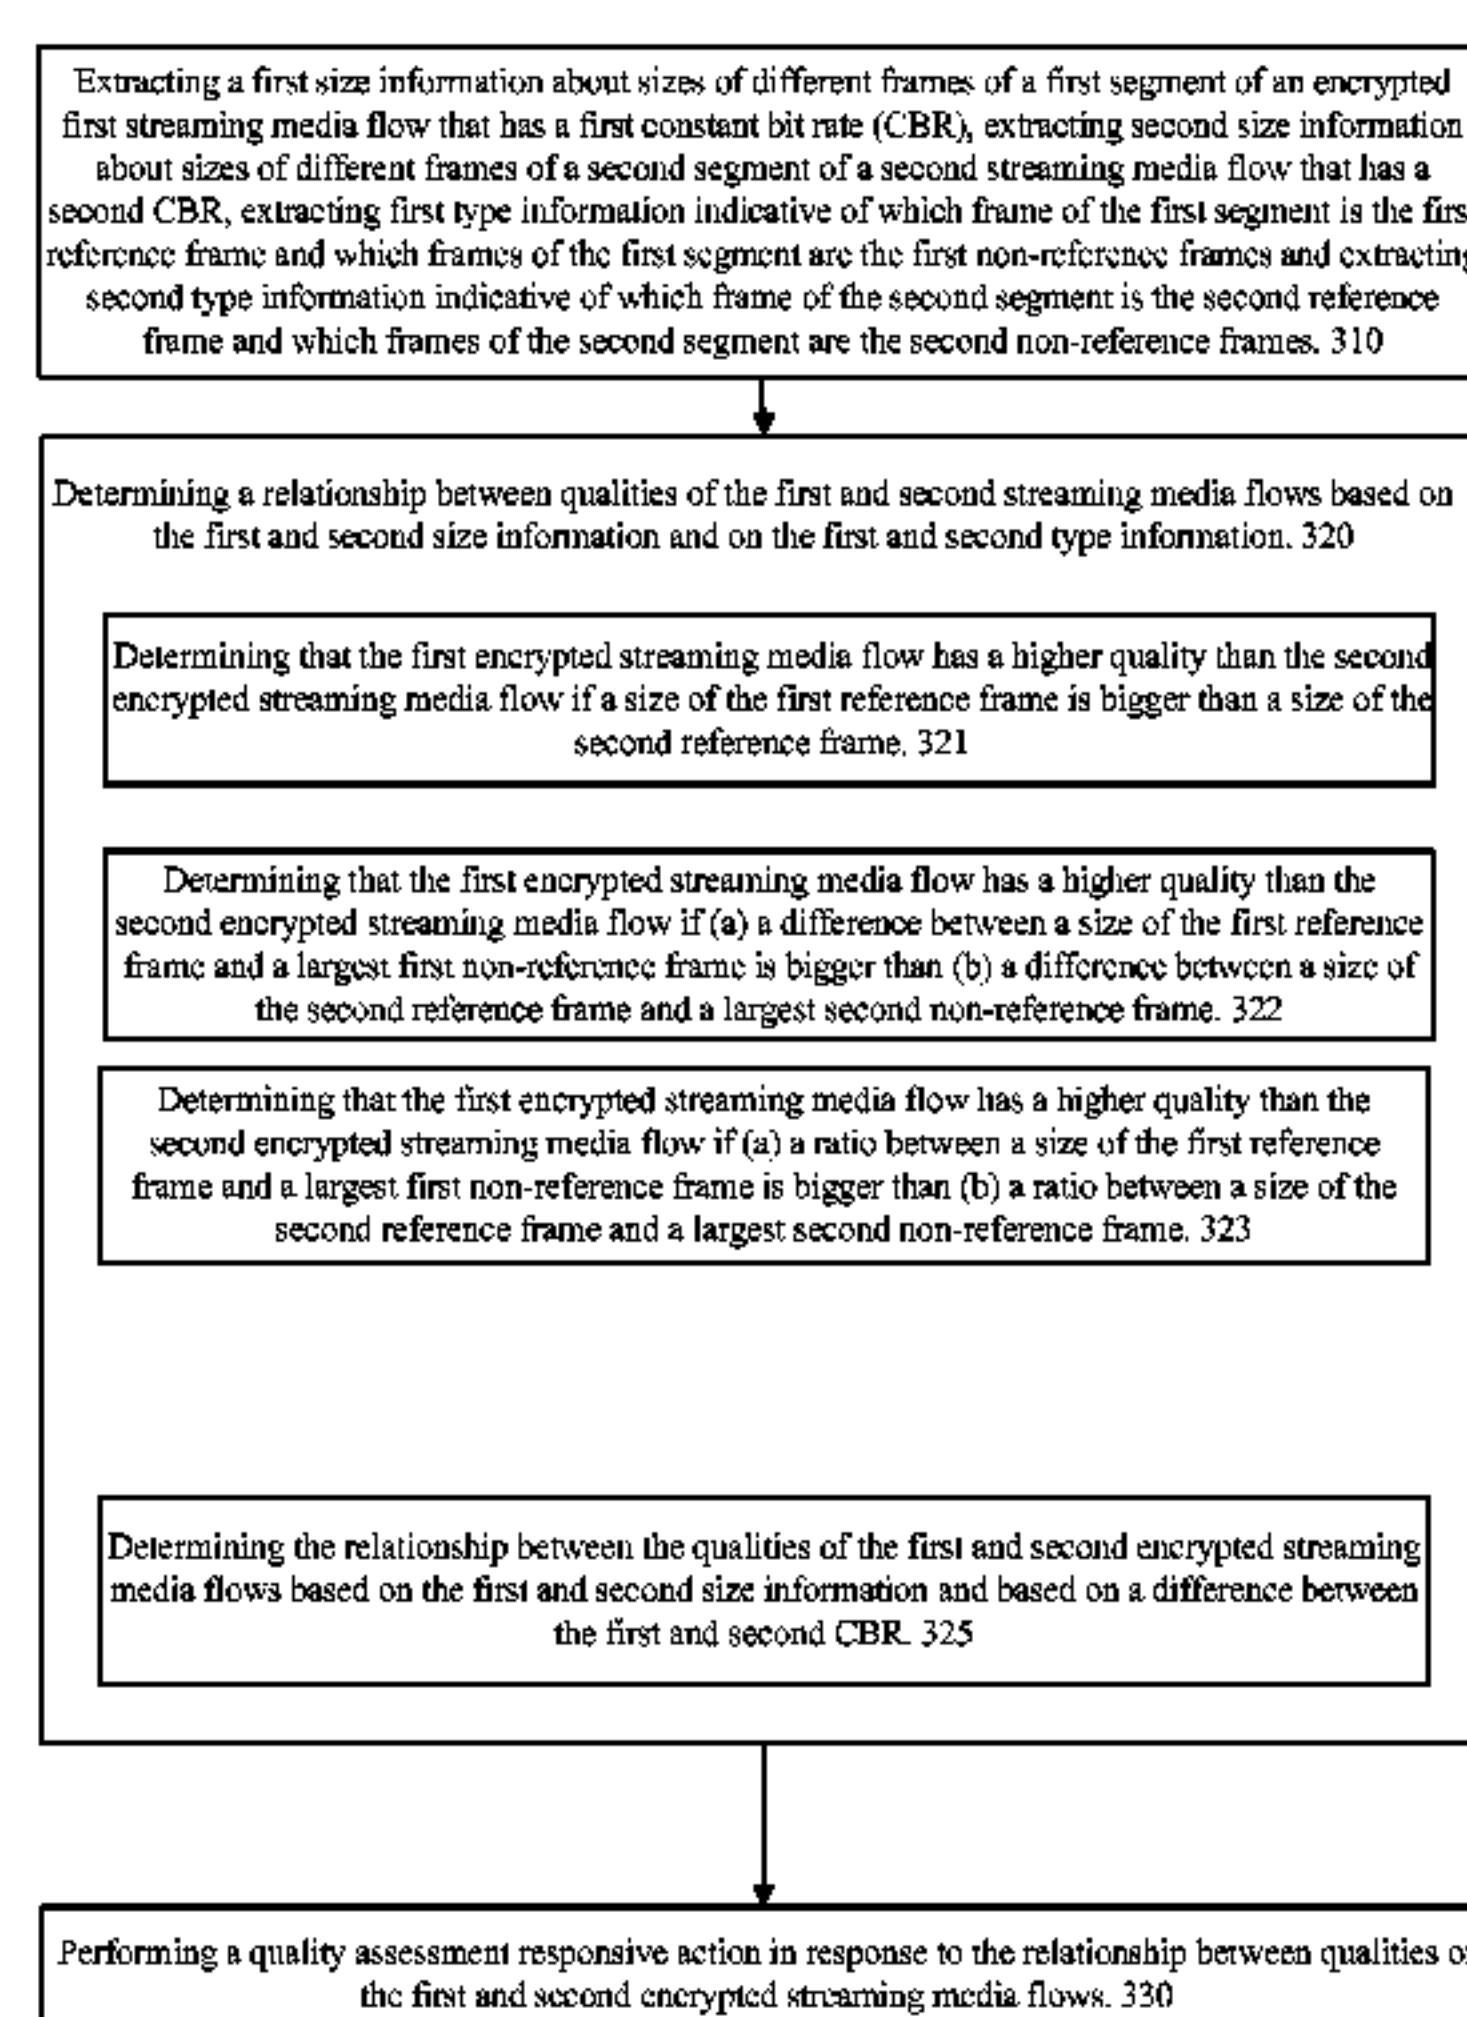 Extracting a first size information about sizes of different frames of a first segment of an encrypted
first streaming media flow that has a first constant bit rate (CBR), extracting second size information
about sizes of different frames of a second segment of a second streaming media flow that has a
second CBR, extracting first type information indicative of which frame of the first segment is the firs
reference frame and which frames of the first segment are the first non-reference frames and extracting
second type information indicative of which frame of the second segment is the second reference
frame and which frames of the second segment are the second non-reference frames. 310
Determining a relationship between qualities of the first and second streaming media flows based on
the first and second size information and on the first and second type information. 320
Determining that the first encrypted streaming media flow has a higher quality than the second
encrypted streaming media flow if a size of the first reference frame is bigger than a size of the
second reference frame. 321
Determining that the first encrypted streaming media flow has a higher quality than the
second encrypted streaming media flow if (a) a difference between a size of the first reference
frame and a largest first non-reference frame is bigger than (b) a difference between a size of
the second reference frame and a largest second non-reference frame. 322
Determining that the first encrypted streaming media flow has a higher quality than the
second encrypted streaming media flow if (a) a ratio between a size of the first reference
frame and a largest first non-reference frame is bigger than (b) a ratio between a size of the
second reference frame and a largest second non-reference frame. 323
Determining the relationship between the qualities of the first and second encrypted streaming
media flows based on the first and second size information and based on a difference between
the first and second CBR. 325
Performing a quality assessment responsive action in response to the relationship between qualities o
the first and second encrypted streaming media flows. 330